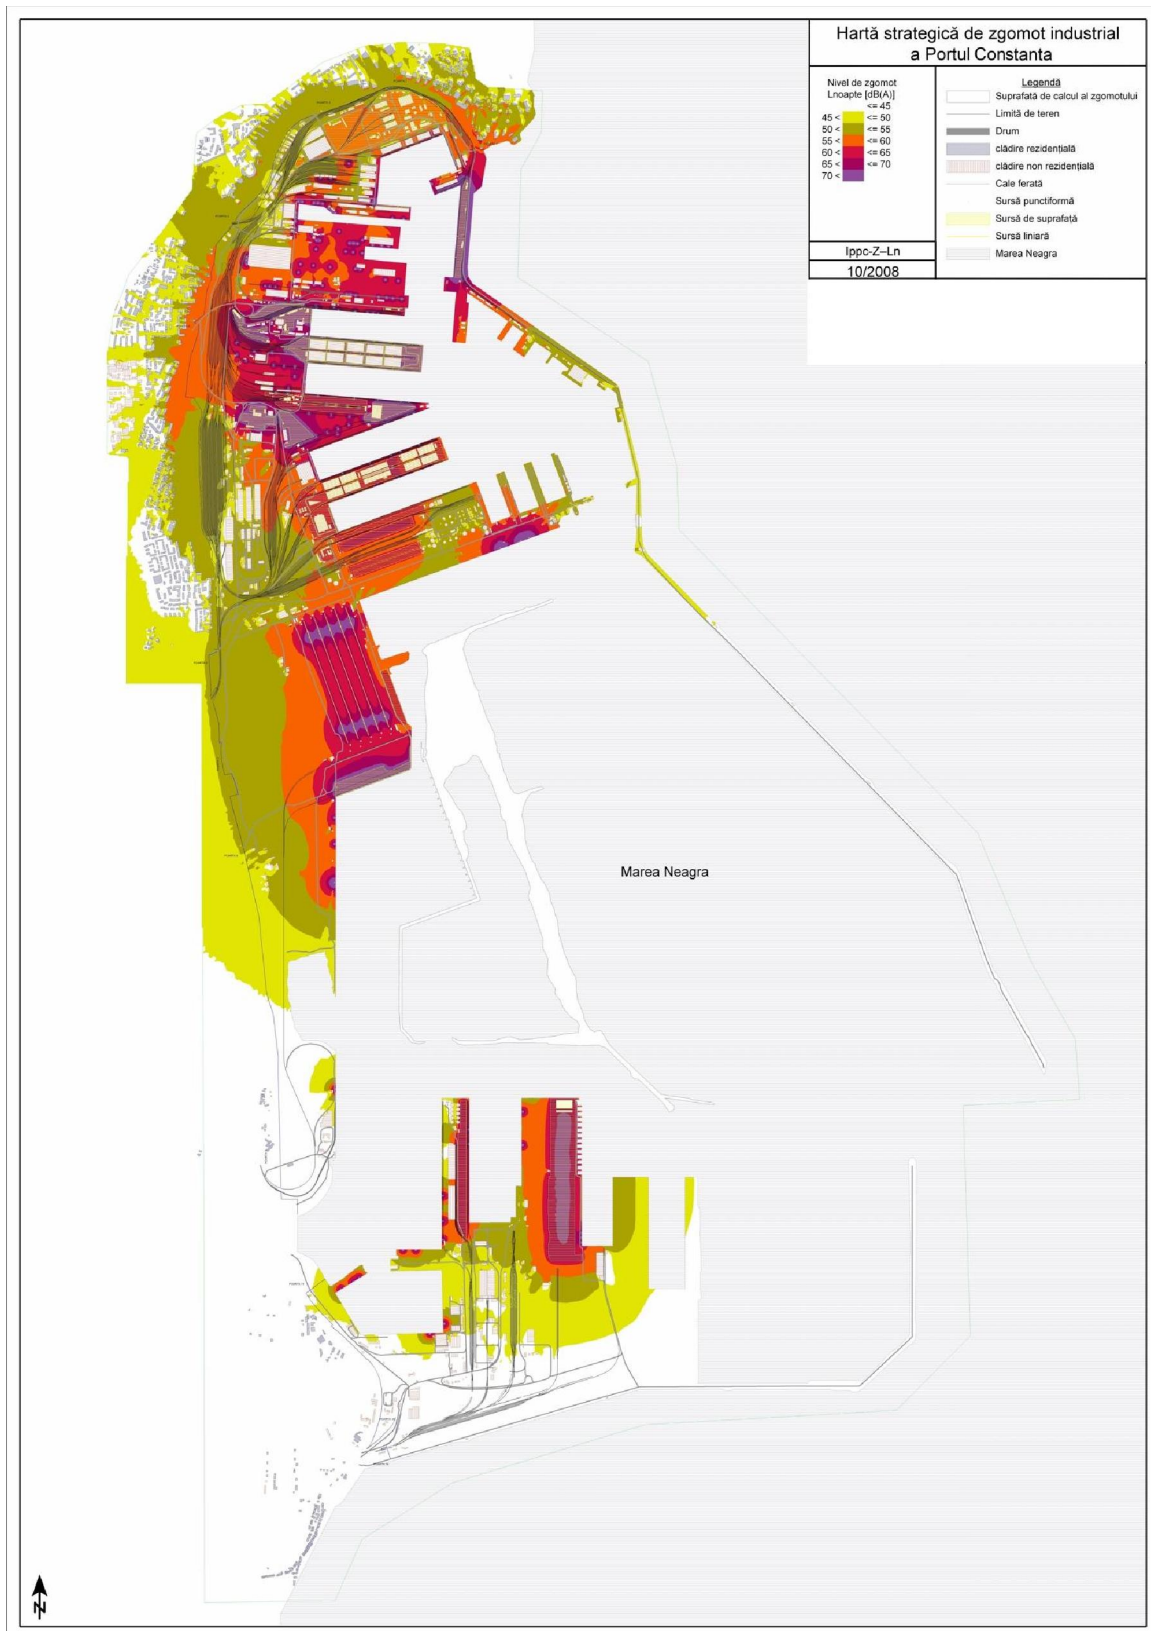 Hartă strategică de zgomot industrial
a Portul Constanta
Nivel de zgomot
Lnoapte [dB(A)]
<= 45
45 < <= 50
50 < <= 55
55 < <= 60
60 < <= 65
65 < <= 70
70 <
Legendă
Suprafată de calcul al zgomotului
Limită de teren
Drum
clădire rezidențială
clădire non rezidențială
Cale ferată
Sursă punctiformă
Sursă de suprafață
Sursă liniară
Marea Neagra
Ippc-Z-Ln
10/2008
Marea Neagra
N